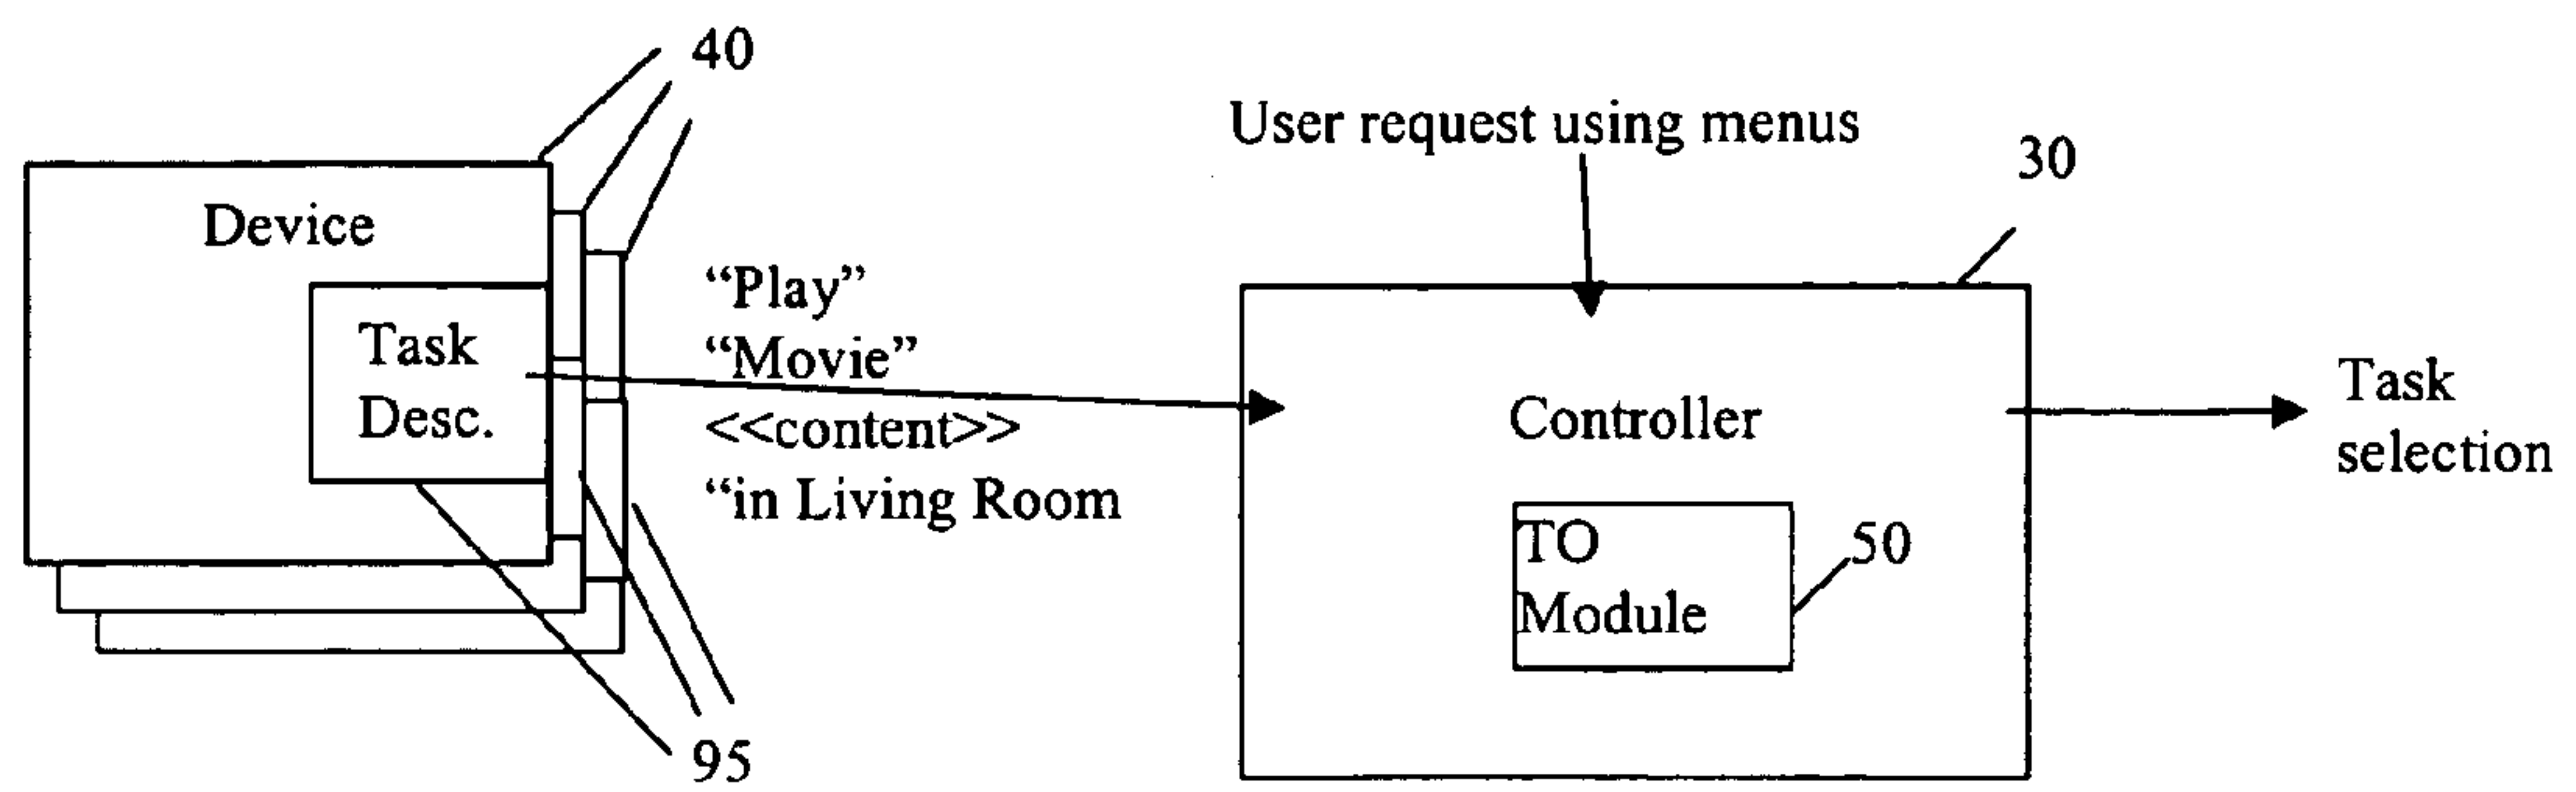 40
Device
Task
Desc.
95
“Play”
“Movie”
<<content>>
“in Living Room
User request using menus
30
Controller
TO
Module
50
Task
selection